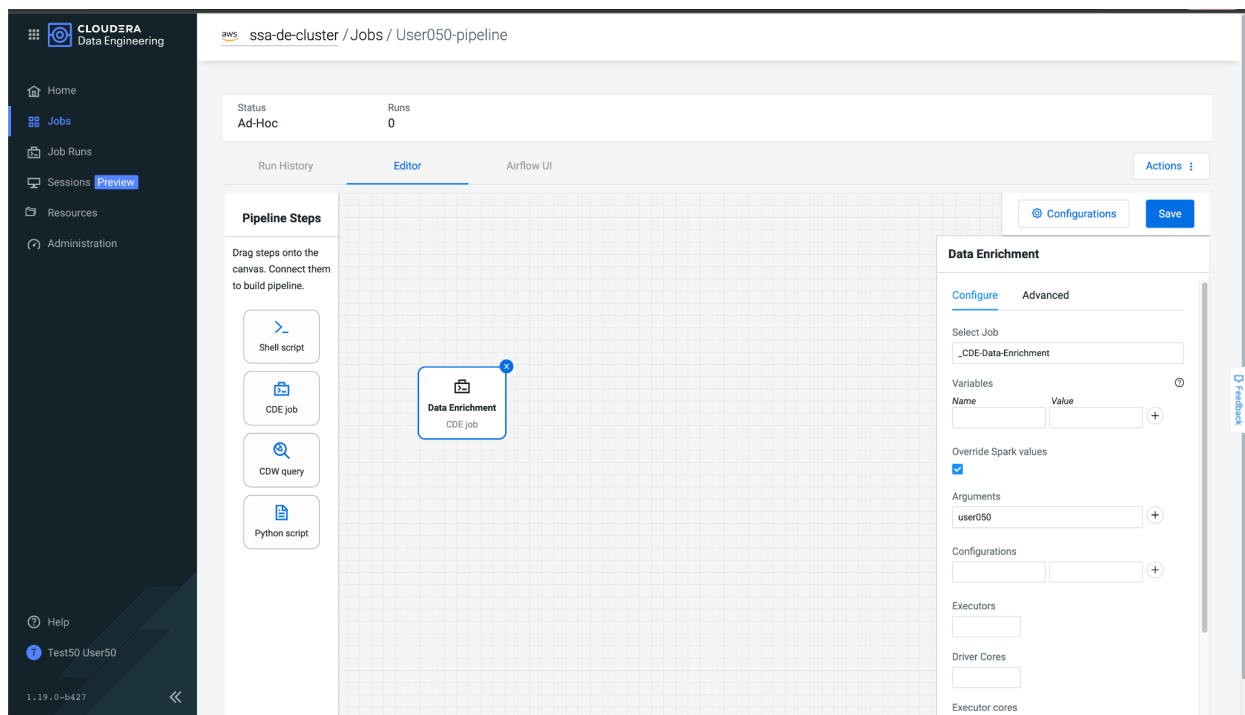 CLOUDERA
Data Engineering
Home
Jobs
Job Runs
Sessions Preview
Resources
Administration
Help
T Test50 User50
1.19.0-b427
aws ssa-de-cluster / Jobs / User050-pipeline
Status
Ad-Hoc
Runs
0
Run History
Editor
Airflow UI
Actions
Pipeline Steps
Drag steps onto the
canvas. Connect them
to build pipeline.
Shell script
CDE job
CDW query
Python script
Data Enrichment
CDE job
Configurations
Save
Data Enrichment
Configure
Advanced
Select Job
_CDE-Data-Enrichment
Variables
Name Value
Override Spark values
Arguments
user050
Configurations
Executors
Driver Cores
Executor cores
Feedback